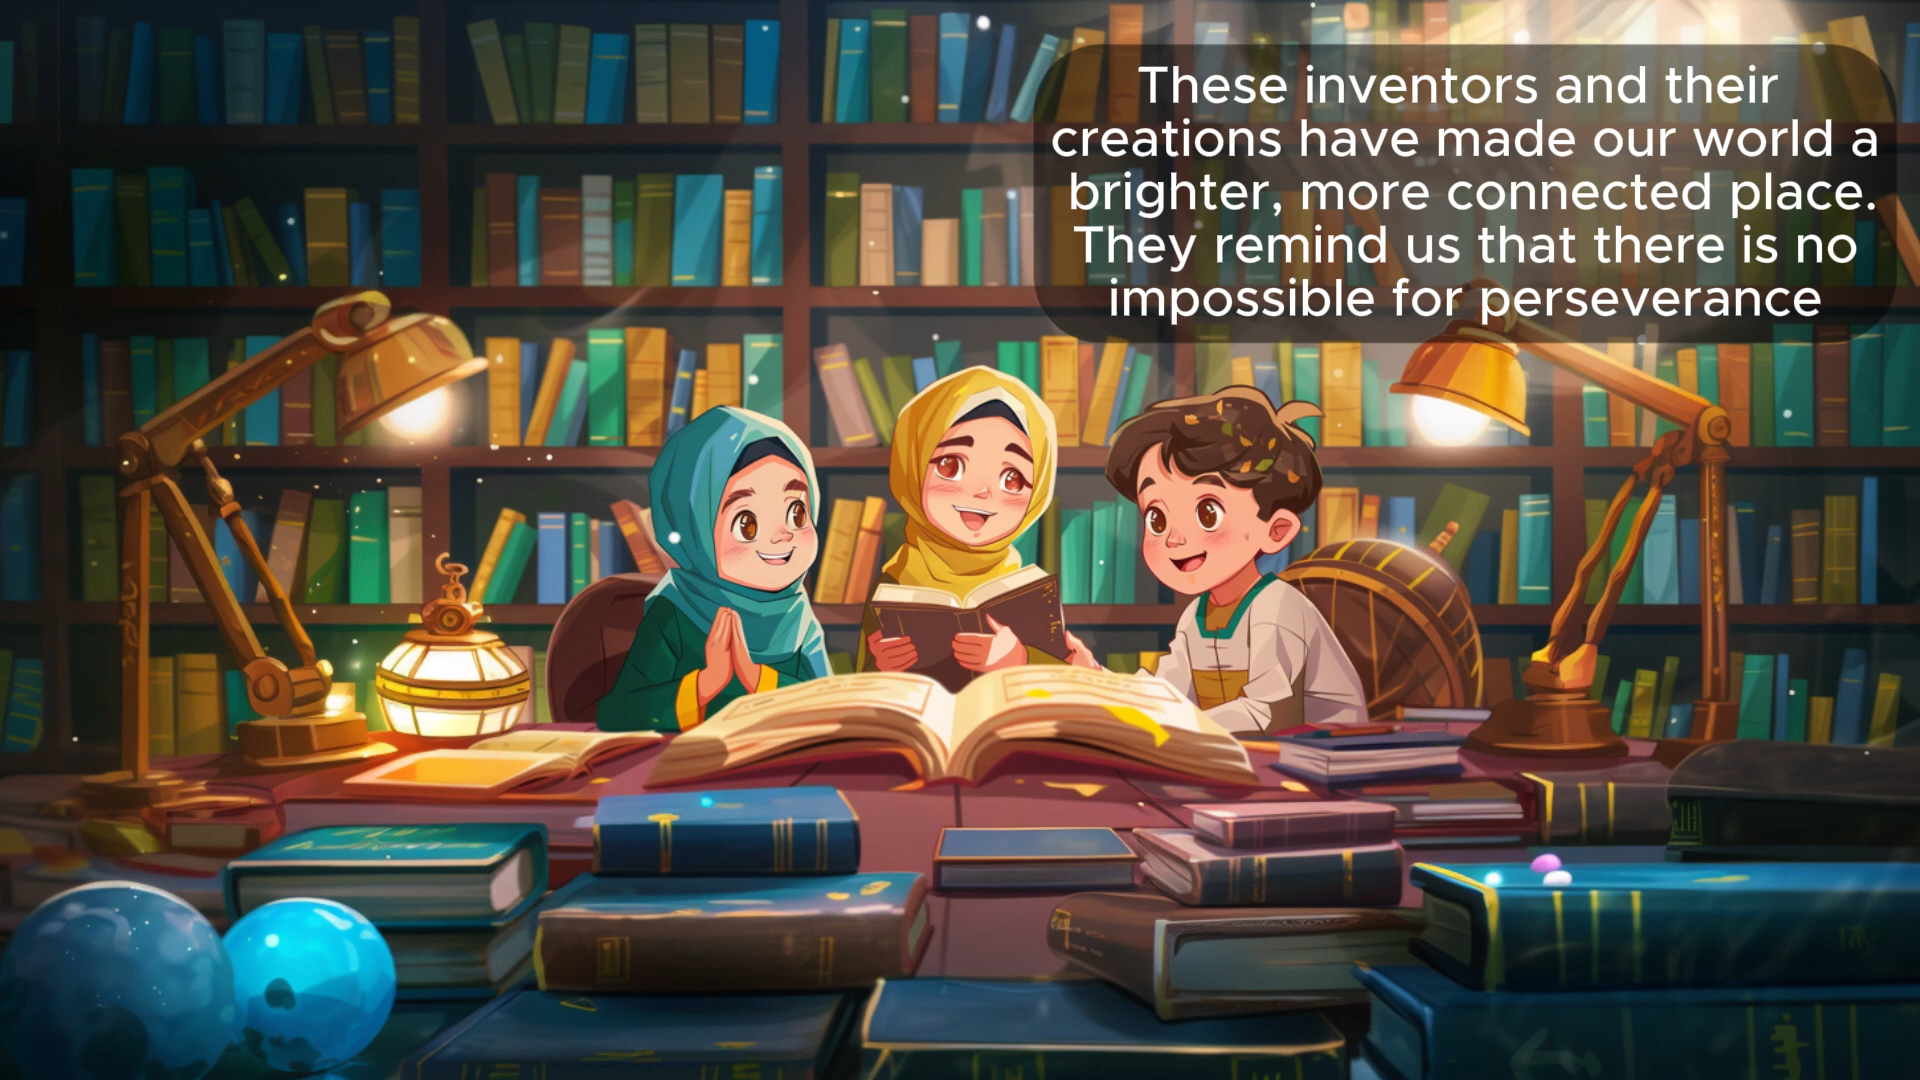 These inventors and their
creations have made our world a
brighter, more connected place.
They remind us that there is no
impossible for perseverance